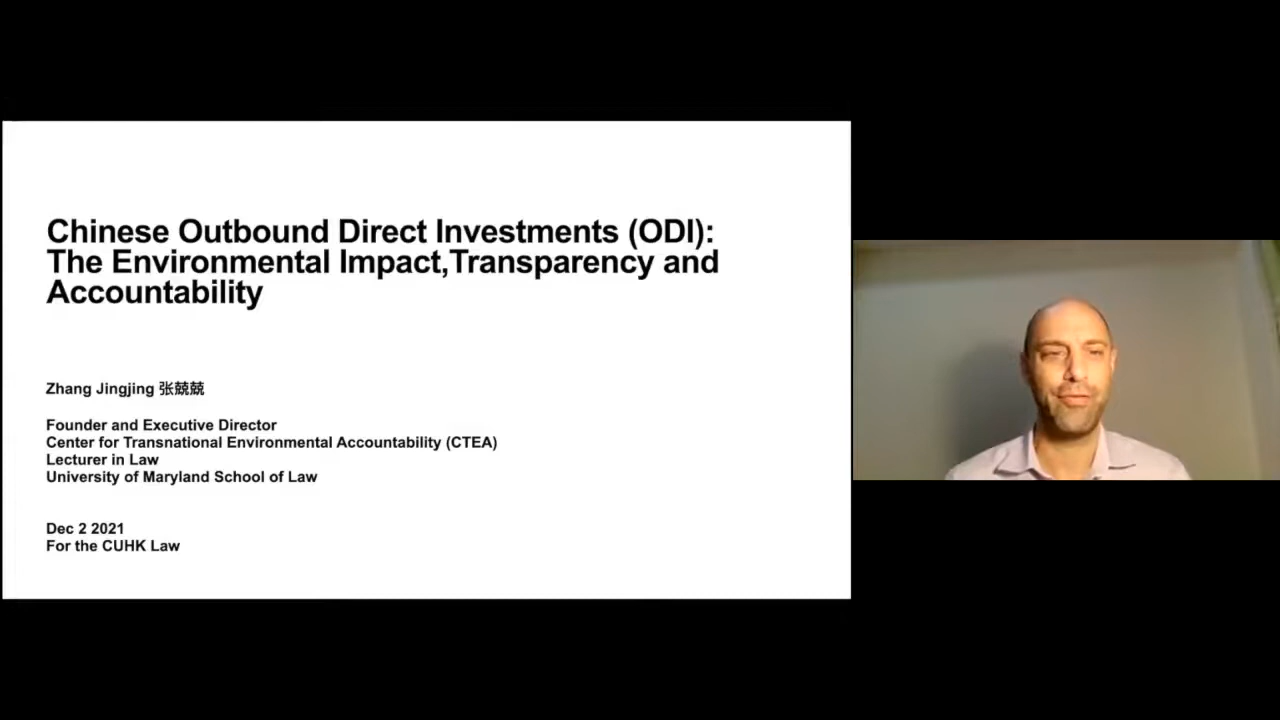 Chinese Outbound Direct Investments (ODI):
The Environmental Impact,Transparency and
Accountability
Zhang Jingjing 张兢兢
Founder and Executive Director
Center for Transnational Environmental Accountability (CTEA)
Lecturer in Law
University of Maryland School of Law
Dec 2 2021
For the CUHK Law